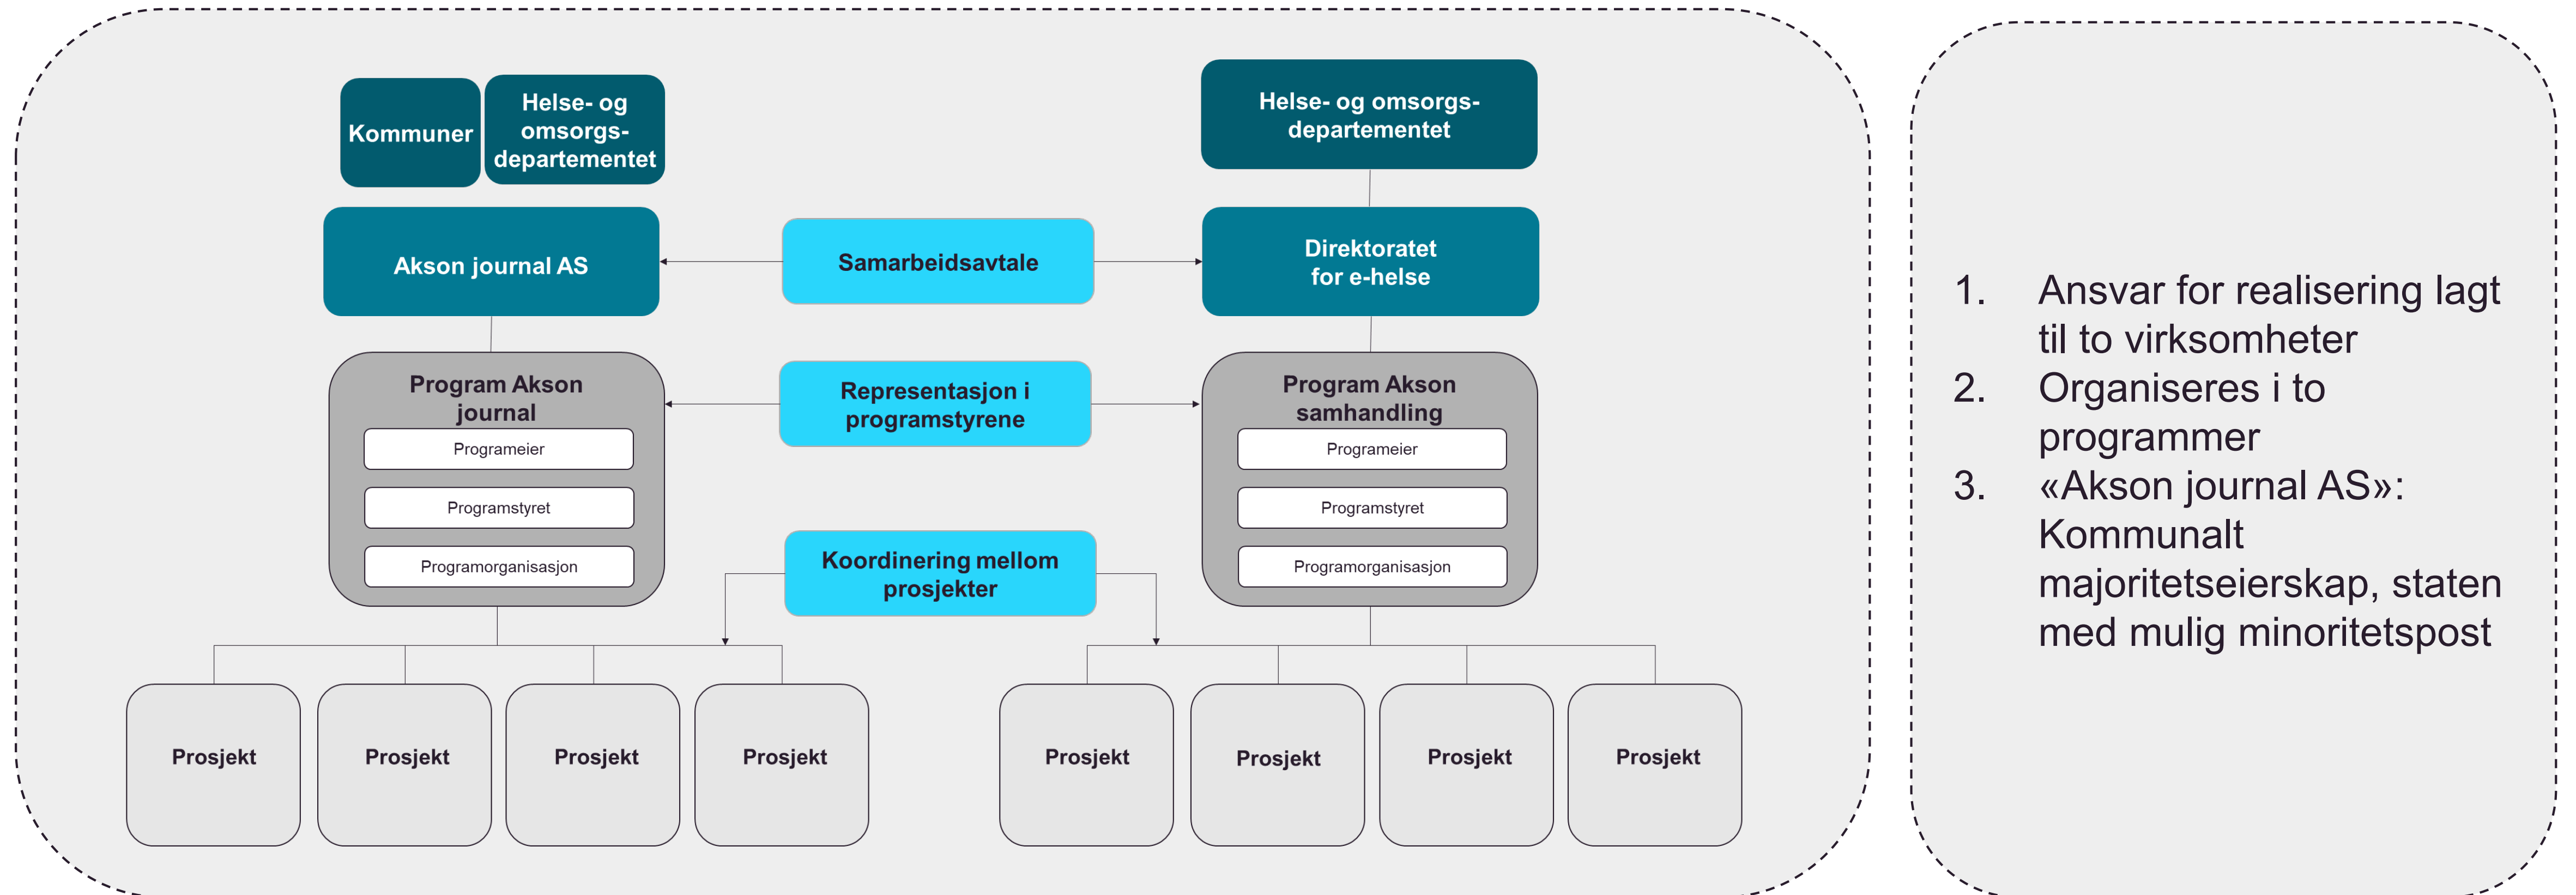 Kommuner
Helse- og
omsorgs-
departementet
Helse- og omsorgs-
departementet
Akson journal AS
Samarbeidsavtale
Direktoratet
for e-helse
Program Akson
journal
Programeier
Programstyret
Programorganisasjon
Representasjon i
programstyrene
Program Akson
samhandling
Programeier
Programstyret
Programorganisasjon
Koordinering mellom
prosjekter
Prosjekt
Prosjekt
Prosjekt
Prosjekt
Prosjekt
Prosjekt
Prosjekt
Prosjekt
1. Ansvar for realisering lagt
til to virksomheter
2. Organiseres i to
programmer
3. «Akson journal AS»:
Kommunalt
majoritetseierskap, staten
med mulig minoritetspost